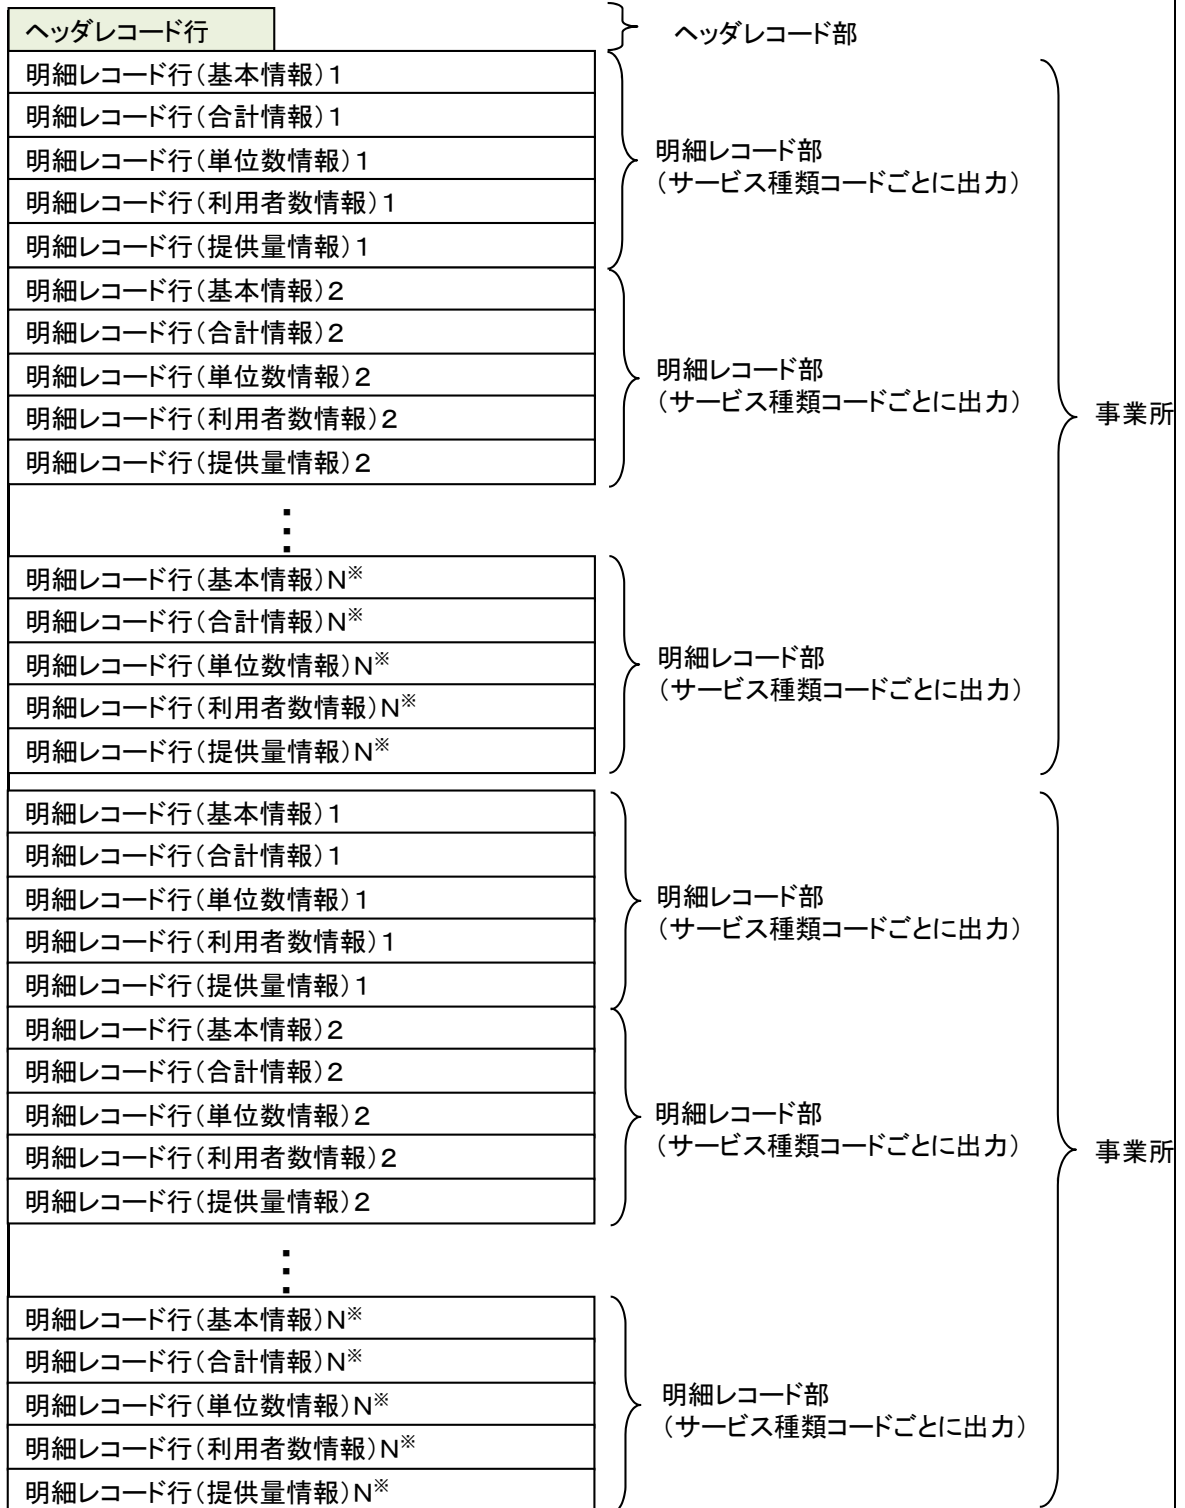 ヘッダレコード行
ヘッダレコード部
明細レコード行(基本情報)1
明細レコード行(合計情報)1
明細レコード行(単位数情報)1
明細レコード行(利用者数情報)1
明細レコード行(提供量情報)1
明細レコード部
(サービス種類コードごとに出力)
明細レコード行(基本情報)2
明細レコード行(合計情報)2
明細レコード行(単位数情報)2
明細レコード行(利用者数情報)2
明細レコード行(提供量情報)2
明細レコード部
(サービス種類コードごとに出力)
事業所
⋮
明細レコード行(基本情報)N※
明細レコード行(合計情報)N※
明細レコード行(単位数情報)N※
明細レコード行(利用者数情報)N※
明細レコード行(提供量情報)N※
明細レコード部
(サービス種類コードごとに出力)
明細レコード行(基本情報)1
明細レコード行(合計情報)1
明細レコード行(単位数情報)1
明細レコード行(利用者数情報)1
明細レコード行(提供量情報)1
明細レコード部
(サービス種類コードごとに出力)
明細レコード行(基本情報)2
明細レコード行(合計情報)2
明細レコード行(単位数情報)2
明細レコード行(利用者数情報)2
明細レコード行(提供量情報)2
明細レコード部
(サービス種類コードごとに出力)
事業所
⋮
明細レコード行(基本情報)N※
明細レコード行(合計情報)N※
明細レコード行(単位数情報)N※
明細レコード行(利用者数情報)N※
明細レコード行(提供量情報)N※
明細レコード部
(サービス種類コードごとに出力)